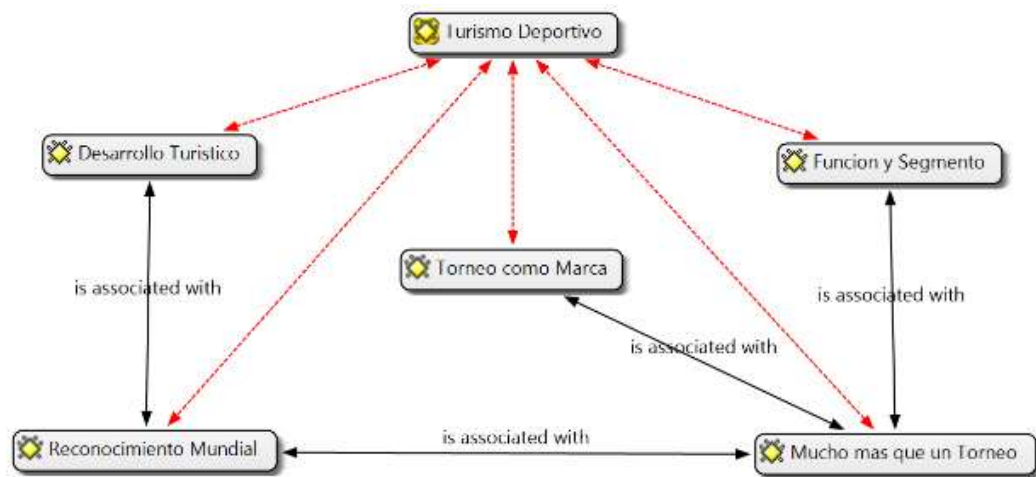 Turismo Deportivo
Desarrollo Turistico
Funcion y Segmento
Torneo como Marca
is associated with
is associated with
is associated with
is associated with
Reconocimiento Mundial
Mucho mas que un Torneo